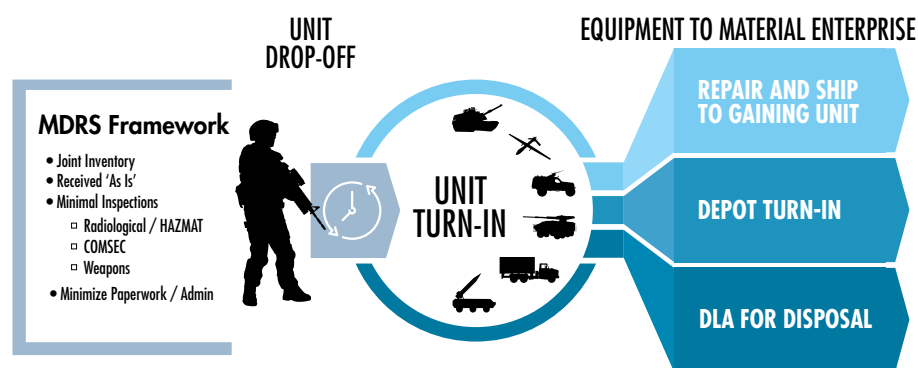 UNIT
DROP-OFF
EQUIPMENT TO MATERIAL ENTERPRISE
MDRS Framework
• Joint Inventory
• Received ‘As Is’
• Minimal Inspections
▫ Radiological / HAZMAT
▫ COMSEC
▫ Weapons
• Minimize Paperwork / Admin
UNIT
TURN-IN
REPAIR AND SHIP
TO GAINING UNIT
DEPOT TURN-IN
DLA FOR DISPOSAL